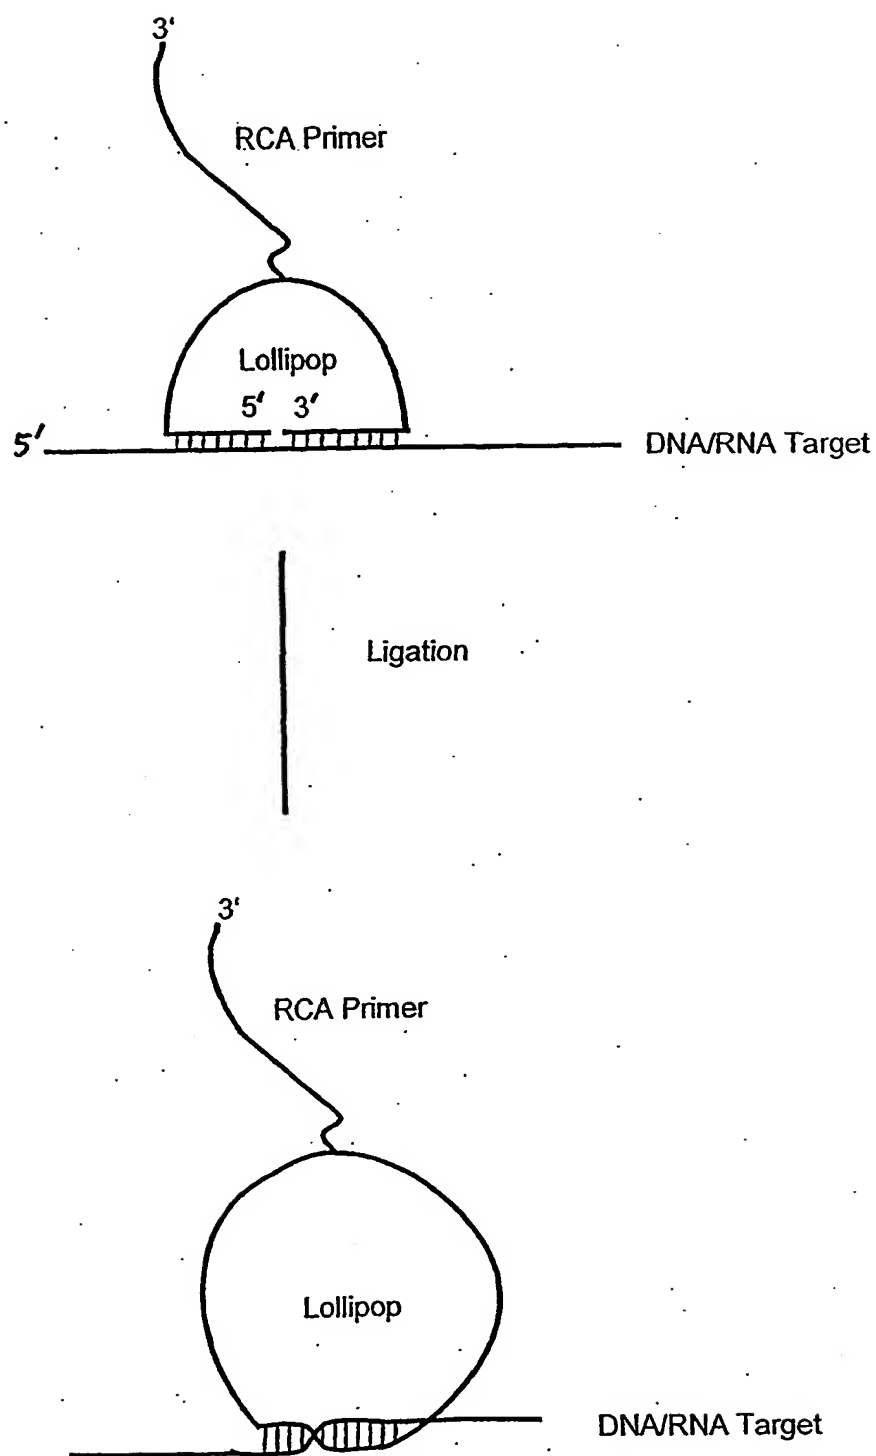 3'
RCA Primer
Lollipop
5' 3'
5'
DNA/RNA Target
Ligation
3'
RCA Primer
Lollipop
DNA/RNA Target